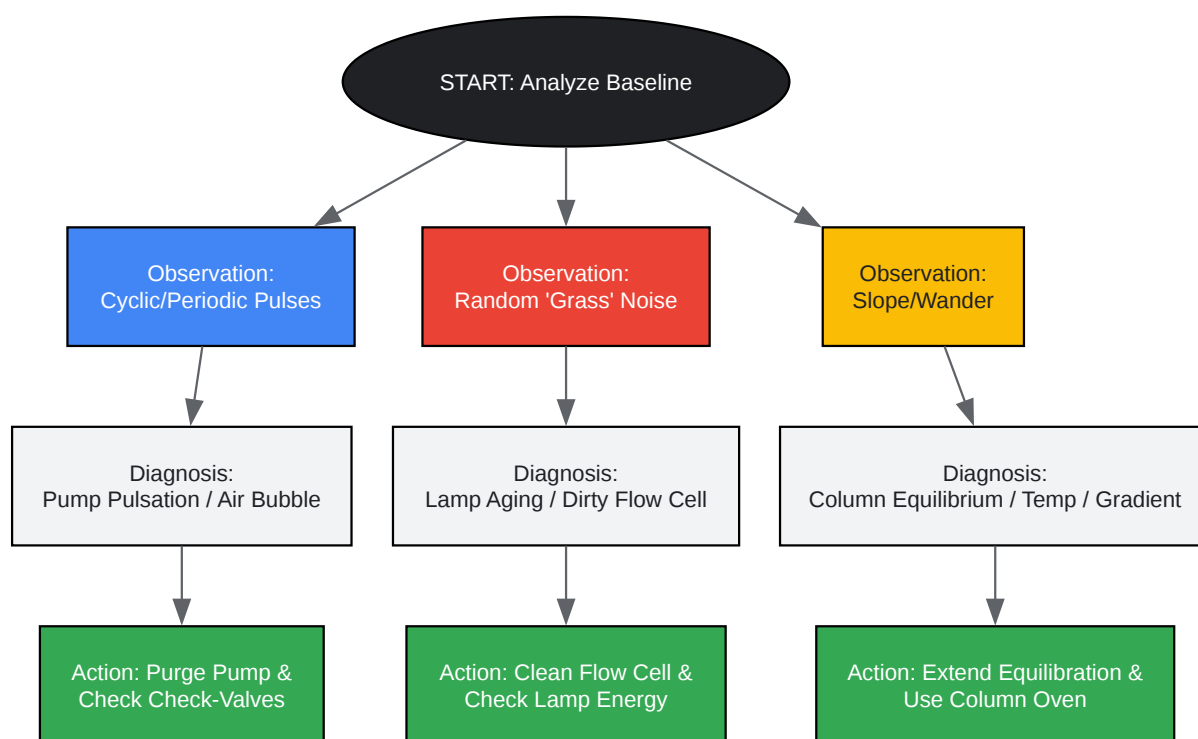 START: Analyze Baseline
Observation:
Cyclic/Periodic Pulses
Observation:
Random 'Grass' Noise
Observation:
Slope/Wander
Diagnosis:
Pump Pulsation / Air Bubble
Diagnosis:
Lamp Aging / Dirty Flow Cell
Diagnosis:
Column Equilibrium / Temp / Gradient
Action: Purge Pump &
Check Check-Valves
Action: Clean Flow Cell &
Check Lamp Energy
Action: Extend Equilibration &
Use Column Oven